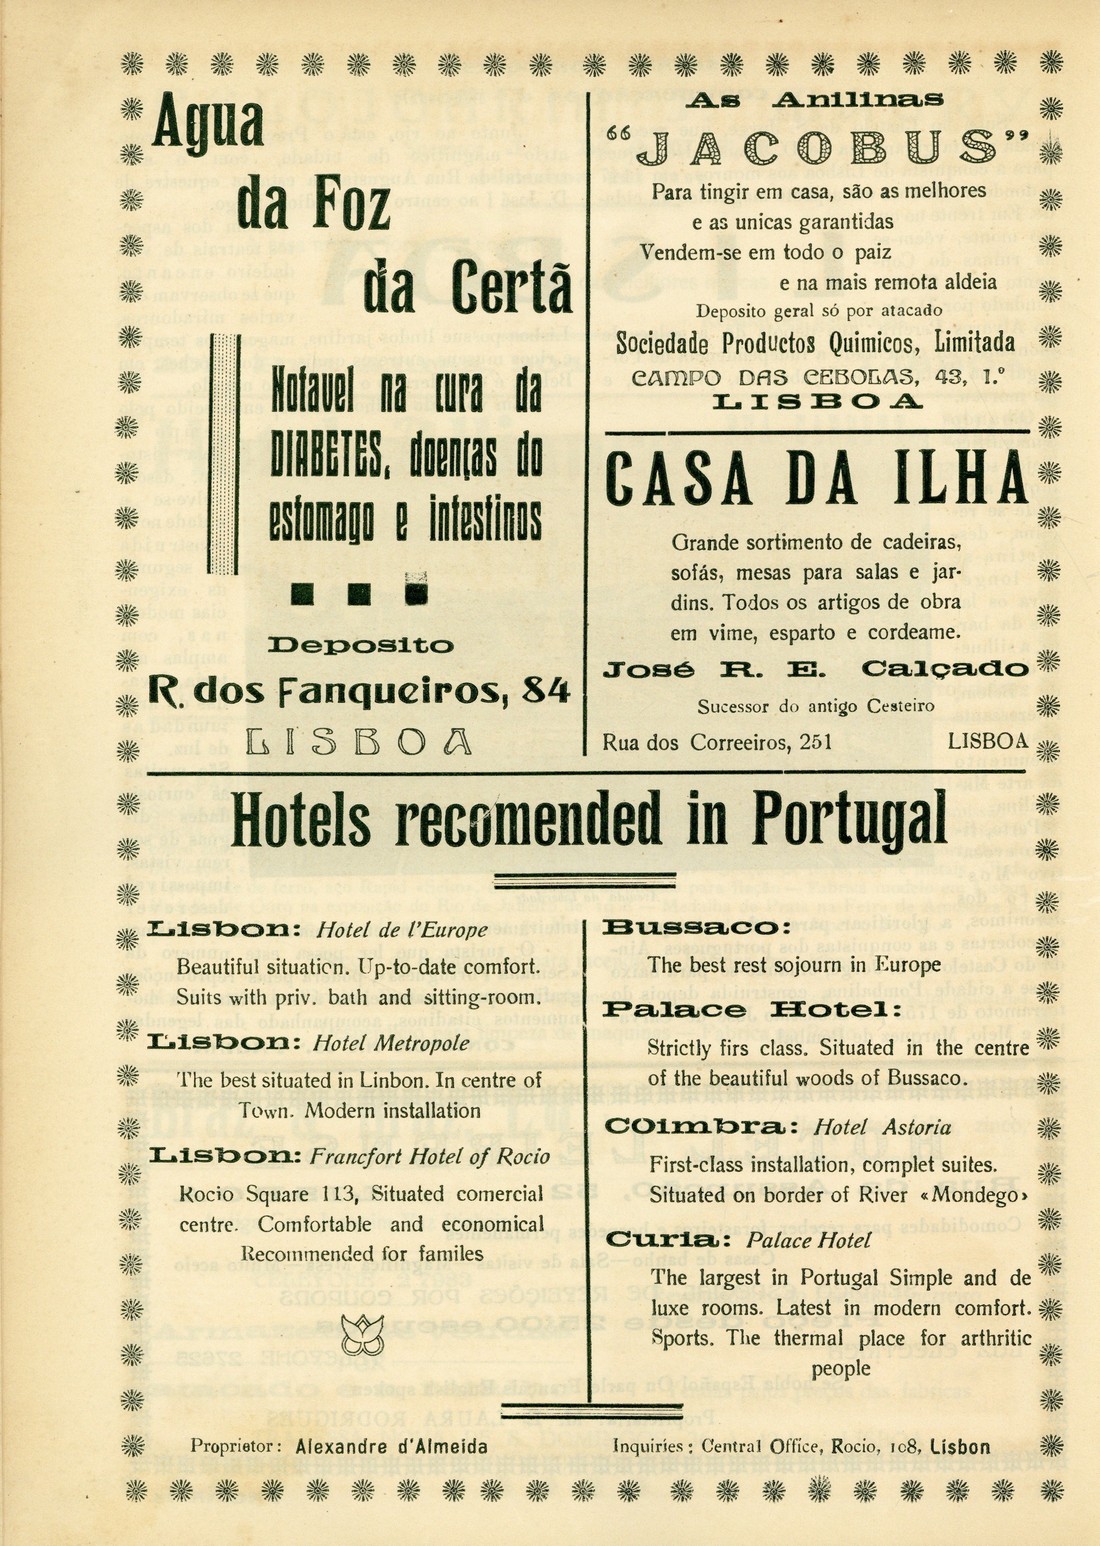 Agua
da Foz
da Certã
Notavel na cura da
DIABETES, doenças do
estomago e intestinos
Deposito
R. dos Fanqueiros, 84
LISBOA
As Anilinas
“JACOBUS”
Para tingir em casa, são as melhores
e as unicas garantidas
Vendem-se em todo o paiz
e na mais remota aldeia
Deposito geral só por atacado
Sociedade Productos Quimicos, Limitada
CAMPO DAS CEBOLAS, 43, 1.º
LISBOA
CASA DA ILHA
Grande sortimento de cadeiras,
sofás, mesas para salas e jar-
dins. Todos os artigos de obra
em vime, esparto e cordeame.
José R. E. Calçado
Sucessor do antigo Cesteiro
Rua dos Correeiros, 251 LISBOA
Hotels recomended in Portugal
Lisbon: Hotel de l’Europe
Beautiful situation. Up-to-date comfort.
Suits with priv. bath and sitting-room.
Lisbon: Hotel Metropole
The best situated in Linbon. In centre of
Town. Modern installation
Lisbon: Francfort Hotel of Rocio
Rocio Square 113, Situated comercial
centre. Comfortable and economical
Recommended for familes
Bussaco:
The best rest sojourn in Europe
Palace Hotel:
Strictly firs class. Situated in the centre
of the beautiful woods of Bussaco.
COimbra: Hotel Astoria
First-class installation, complet suites.
Situated on border of River «Mondego›
Curia: Palace Hotel
The largest in Portugal Simple and de
luxe rooms. Latest in modern comfort.
Sports. The thermal place for arthritic
people
Proprietor: Alexandre d’Almeida
Inquiries: Central Office, Rocio, 108, Lisbon